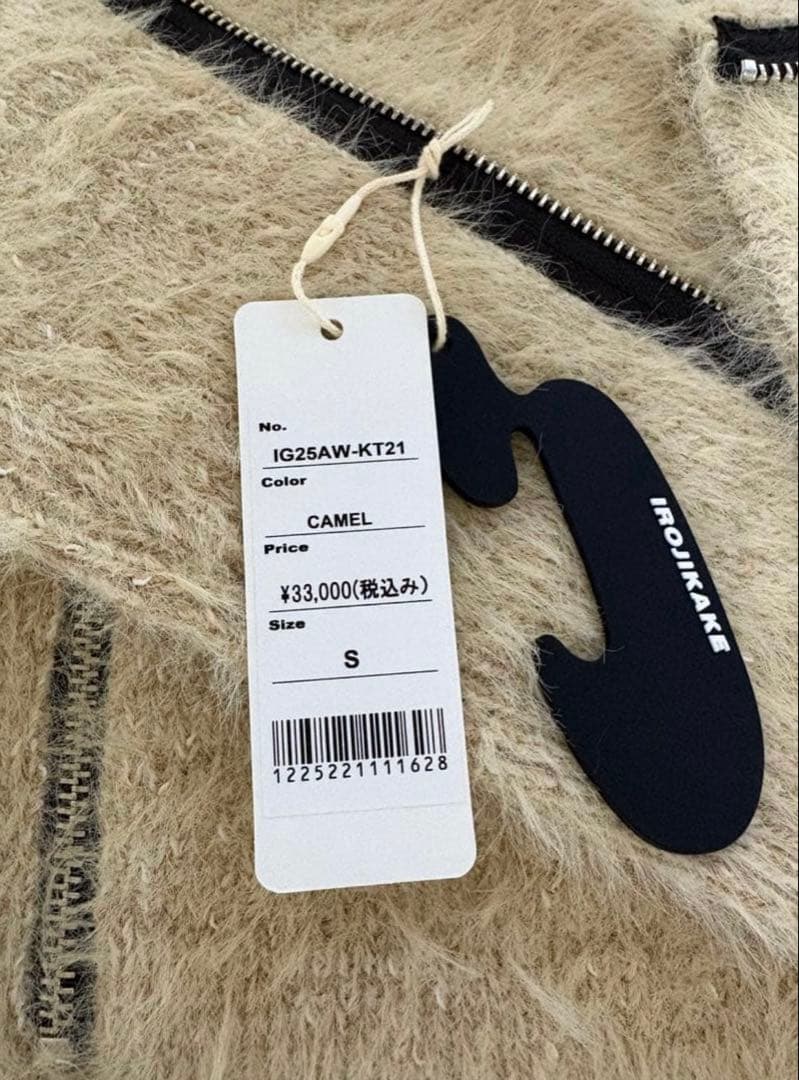 No.
IG25AW-KT21
Color
CAMEL
Price
¥33,000(税込み)
Size
S
1225221111628
IROJIKAKE